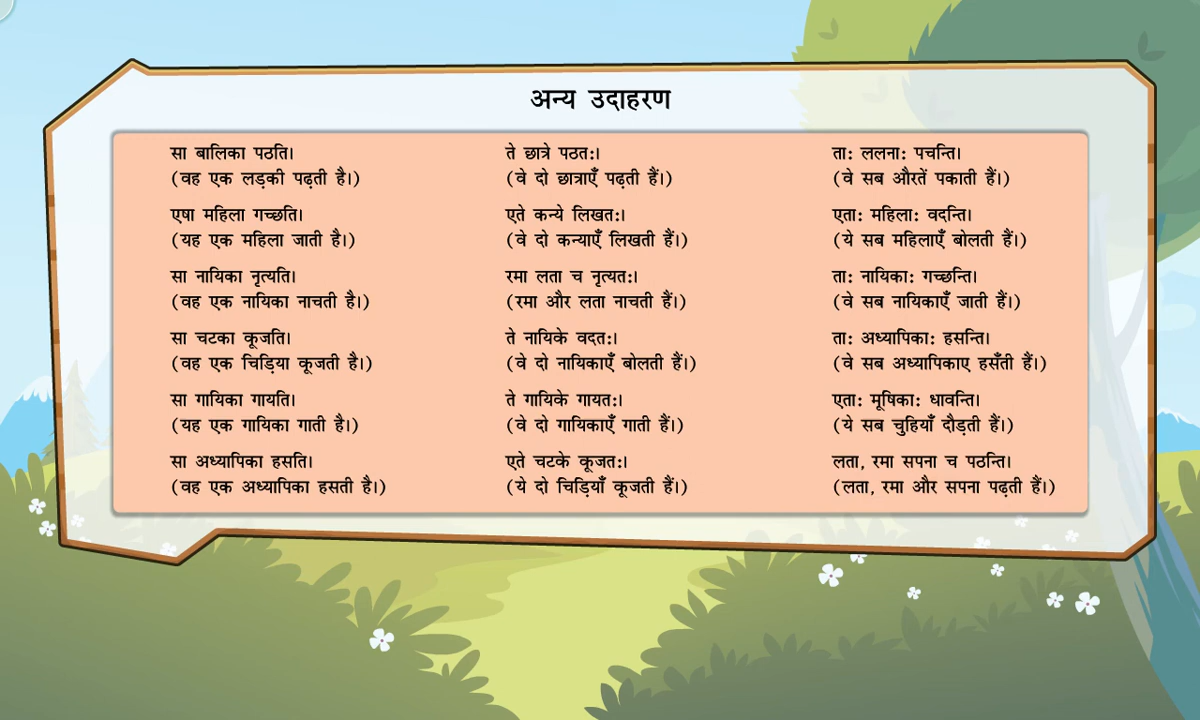 अन्य उदाहरण
सा बालिका पठति।
(वह एक लड़की पढ़ती है।)
एषा महिला गच्छति।
(यह एक महिला जाती है।)
सा नायिका नृत्यति।
(वह एक नायिका नाचती है।)
सा चटका कूजति।
(वह एक चिड़िया कूजती है।)
सा गायिका गायति।
(यह एक गायिका गाती है।)
सा अध्यापिका हसति।
(वह एक अध्यापिका हसती है।)
ते छात्रे पठतः।
(वे दो छात्राएँ पढ़ती हैं।)
एते कन्ये लिखतः।
(वे दो कन्याएँ लिखती हैं।)
रमा लता च नृत्यतः।
(रमा और लता नाचती हैं।)
ते नायिके वदतः।
(वे दो नायिकाएँ बोलती हैं।)
ते गायिके गायतः।
(वे दो गायिकाएँ गाती हैं।)
एते चटके कूजतः।
(ये दो चिड़ियाँ कूजती हैं।)
ताः ललनाः पचन्ति।
(वे सब औरतें पकाती हैं।)
एताः महिलाः वदन्ति।
(ये सब महिलाएँ बोलती हैं।)
ताः नायिकाः गच्छन्ति।
(वे सब नायिकाएँ जाती हैं।)
ताः अध्यापिकाः हसन्ति।
(वे सब अध्यापिकाए हसँती हैं।)
एताः मूषिकाः धावन्ति।
(ये सब चुहियाँ दौड़ती हैं।)
लता, रमा सपना च पठन्ति।
(लता, रमा और सपना पढ़ती हैं।)